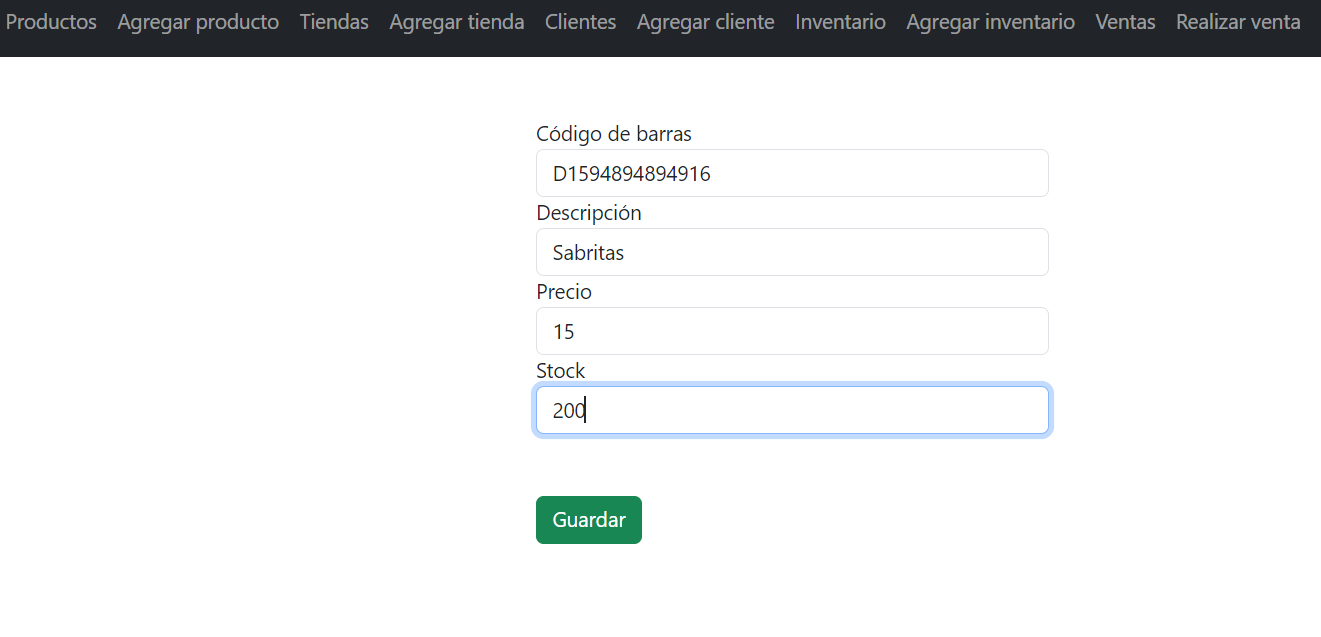 Productos Agregar producto Tiendas Agregar tienda Clientes Agregar cliente Inventario Agregar inventario Ventas Realizar venta
Código de barras
D1594894894916
Descripción
Sabritas
Precio
15
Stock
200
Guardar